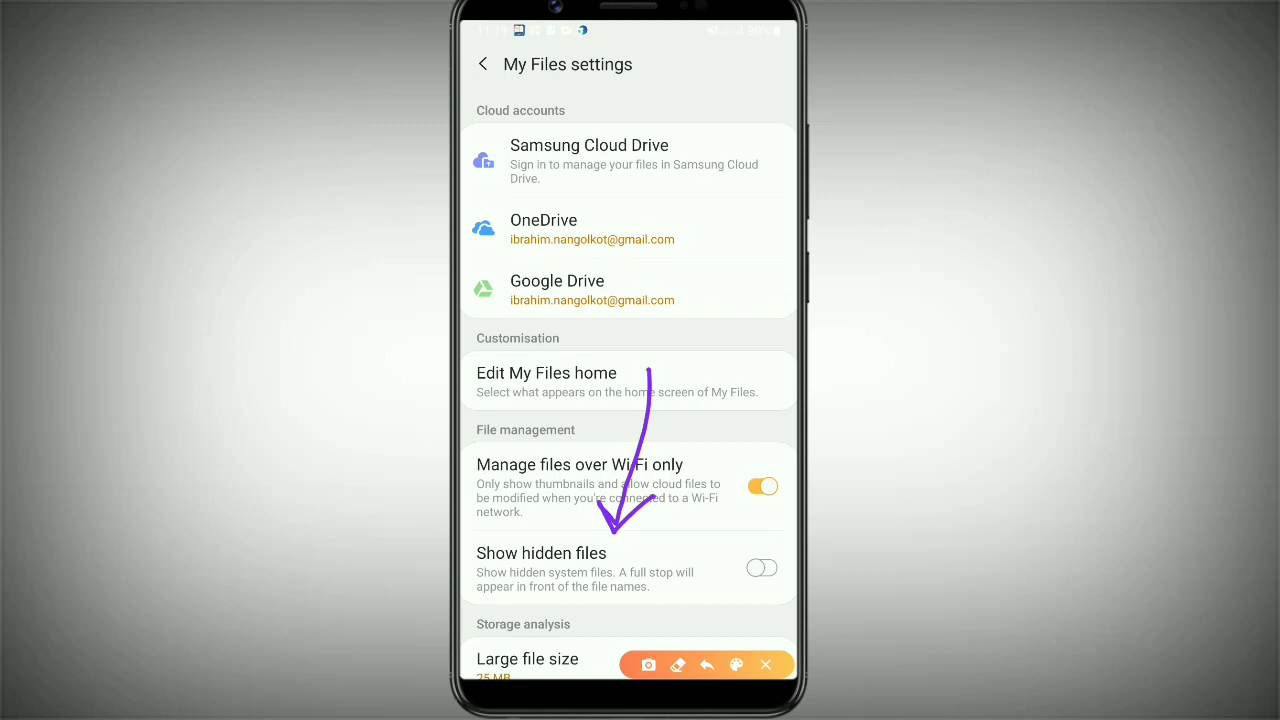 My Files settings
Cloud accounts
Samsung Cloud Drive
Sign in to manage your files in Samsung Cloud
Drive.
OneDrive
ibrahim.nangolkot@gmail.com
Google Drive
ibrahim.nangolkot@gmail.com
Customisation
Edit My Files home
Select what appears on the home screen of My Files.
File management
Manage files over Wi-Fi only
Only show thumbnails and allow cloud files to
be modified when you're connected to a Wi-Fi
network.
Show hidden files
Show hidden system files. A full stop will
appear in front of the file names.
Storage analysis
Large file size
25 MB